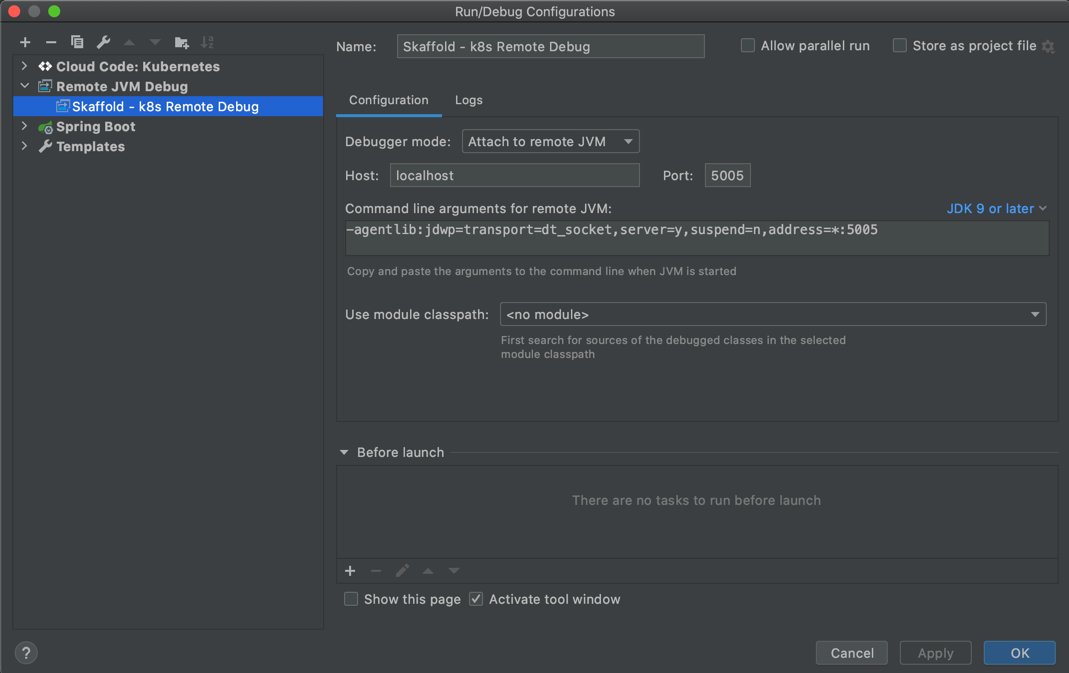 Run/Debug Configurations
Name: Skaffold - k8s Remote Debug
Allow parallel run
Store as project file
Cloud Code: Kubernetes
Remote JVM Debug
Skaffold - k8s Remote Debug
Spring Boot
Templates
Configuration Logs
Debugger mode: Attach to remote JVM
Host: localhost Port: 5005
Command line arguments for remote JVM: JDK 9 or later
-agentlib:jdwp=transport=dt_socket,server=y,suspend=n,address=*:5005
Copy and paste the arguments to the command line when JVM is started
Use module classpath: <no module>
First search for sources of the debugged classes in the selected
module classpath
Before launch
There are no tasks to run before launch
Show this page Activate tool window
? Cancel Apply OK